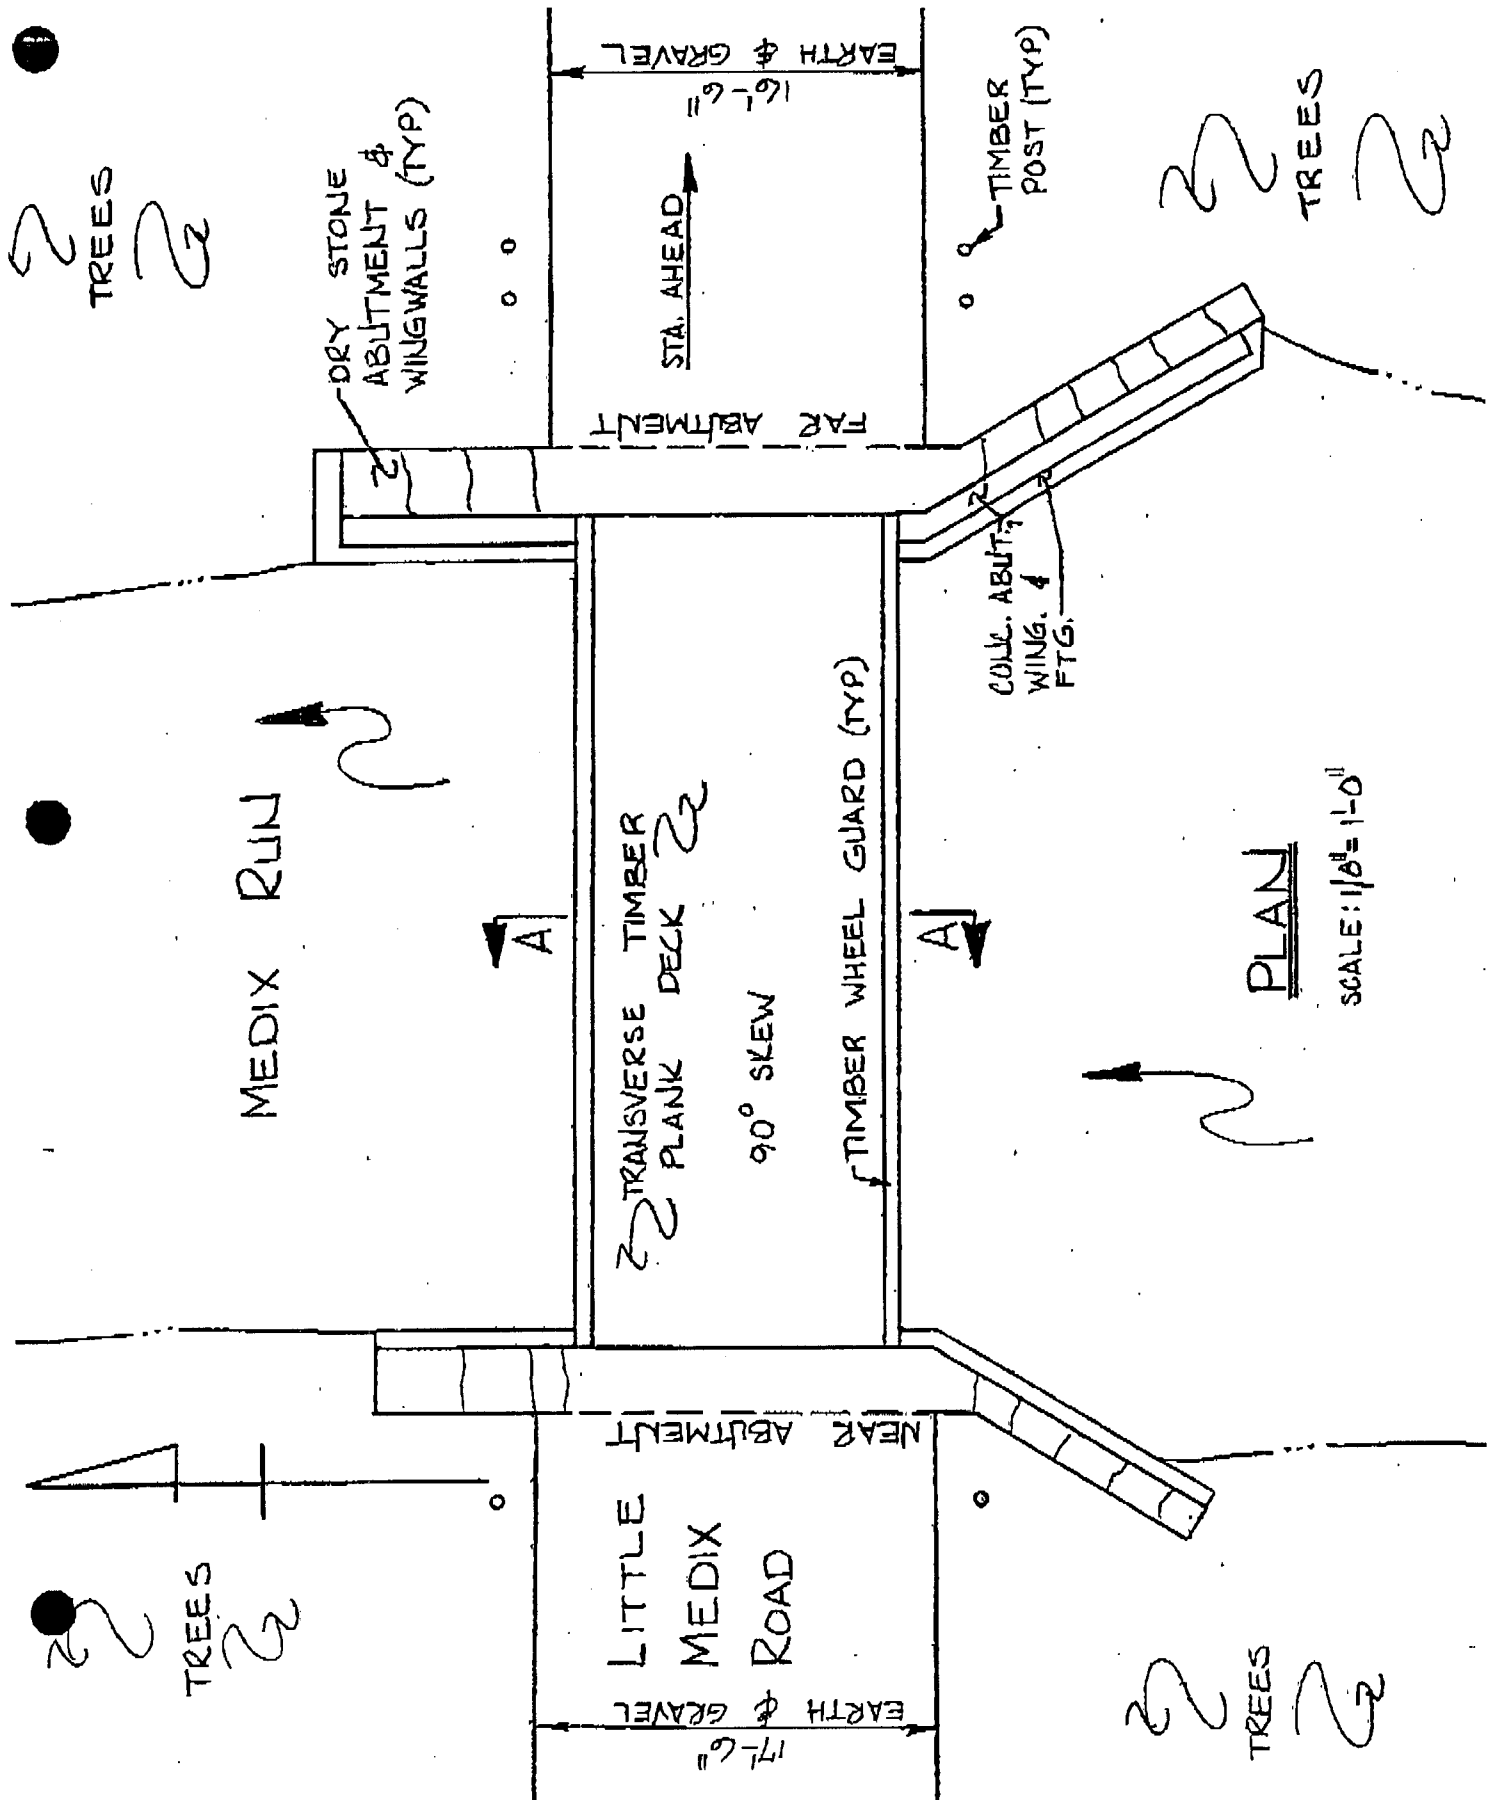 TREES
DRY STONE
ABUTMENT &
WINGWALLS (TYP)
EARTH & GRAVEL
16'-6"
STA. AHEAD
FAR ABUTMENT
TIMBER
POST (TYP)
TREES
MEDIX RUN
TRANSVERSE TIMBER
PLANK DECK
90° SKEW
TIMBER WHEEL GUARD (TYP)
A
A
CONC. ABUT.,
WING. &
FTG.
PLAN
SCALE: 1/8"=1'-0"
NEAR ABUTMENT
LITTLE
MEDIX
ROAD
EARTH & GRAVEL
17'-6"
TREES
TREES